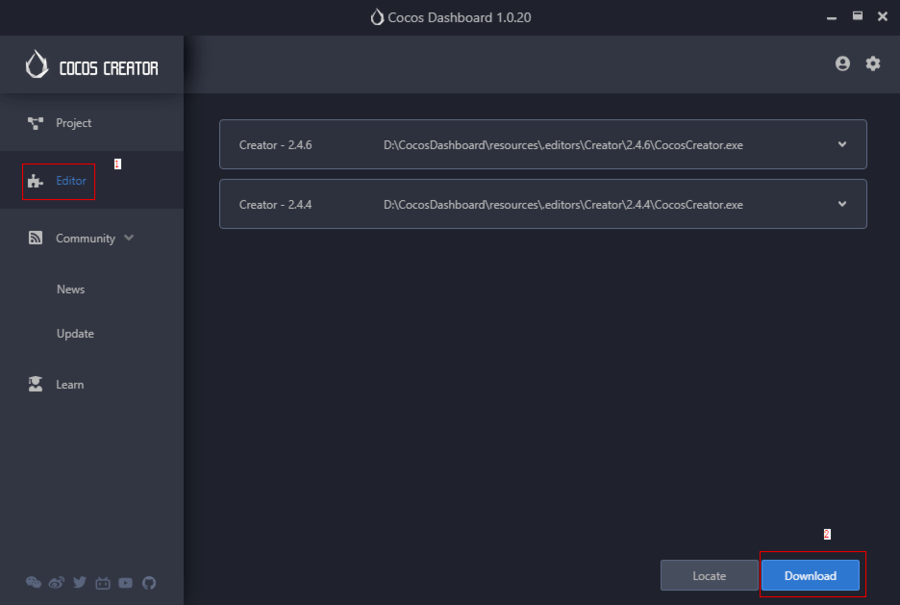 Cocos Dashboard 1.0.20
COCOS CREATOR
Project
1
Editor
Community
News
Update
Learn
Creator - 2.4.6 D:\CocosDashboard\resources\.editors\Creator\2.4.6\CocosCreator.exe
Creator - 2.4.4 D:\CocosDashboard\resources\.editors\Creator\2.4.4\CocosCreator.exe
2
Locate Download